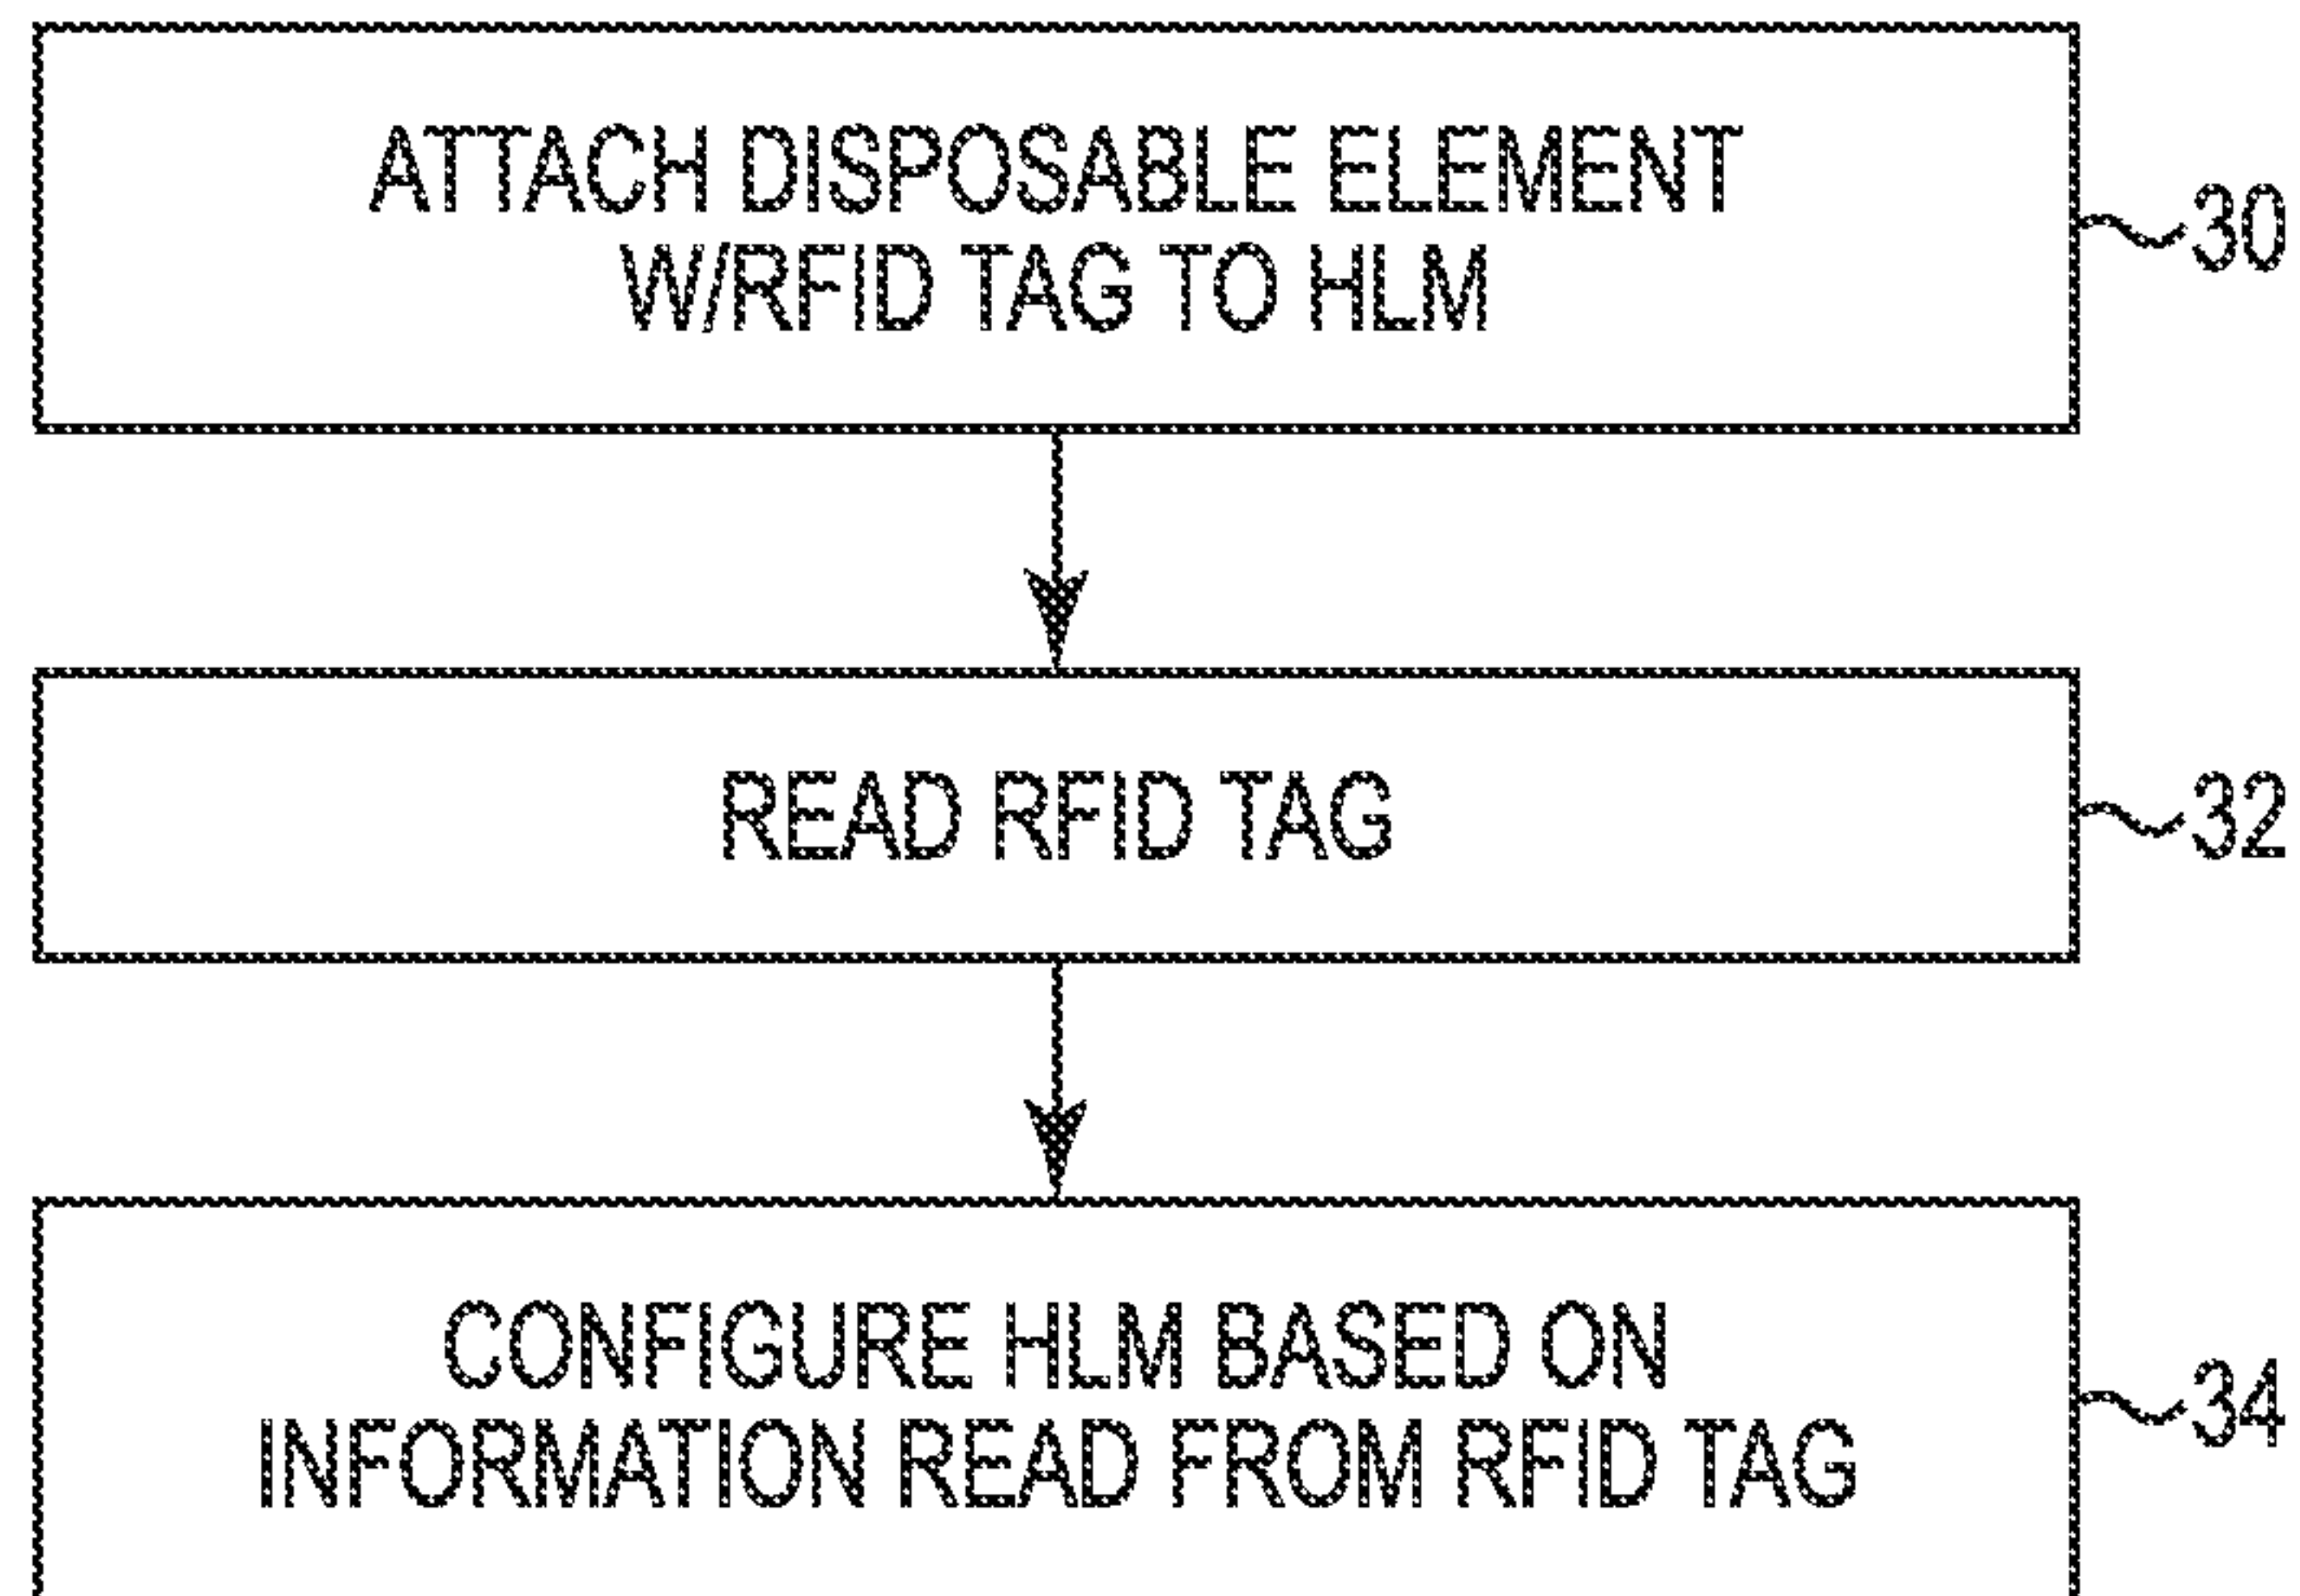 ATTACH DISPOSABLE ELEMENT
W/RFID TAG TO HLM
30
READ RFID TAG
32
CONFIGURE HLM BASED ON
INFORMATION READ FROM RFID TAG
34